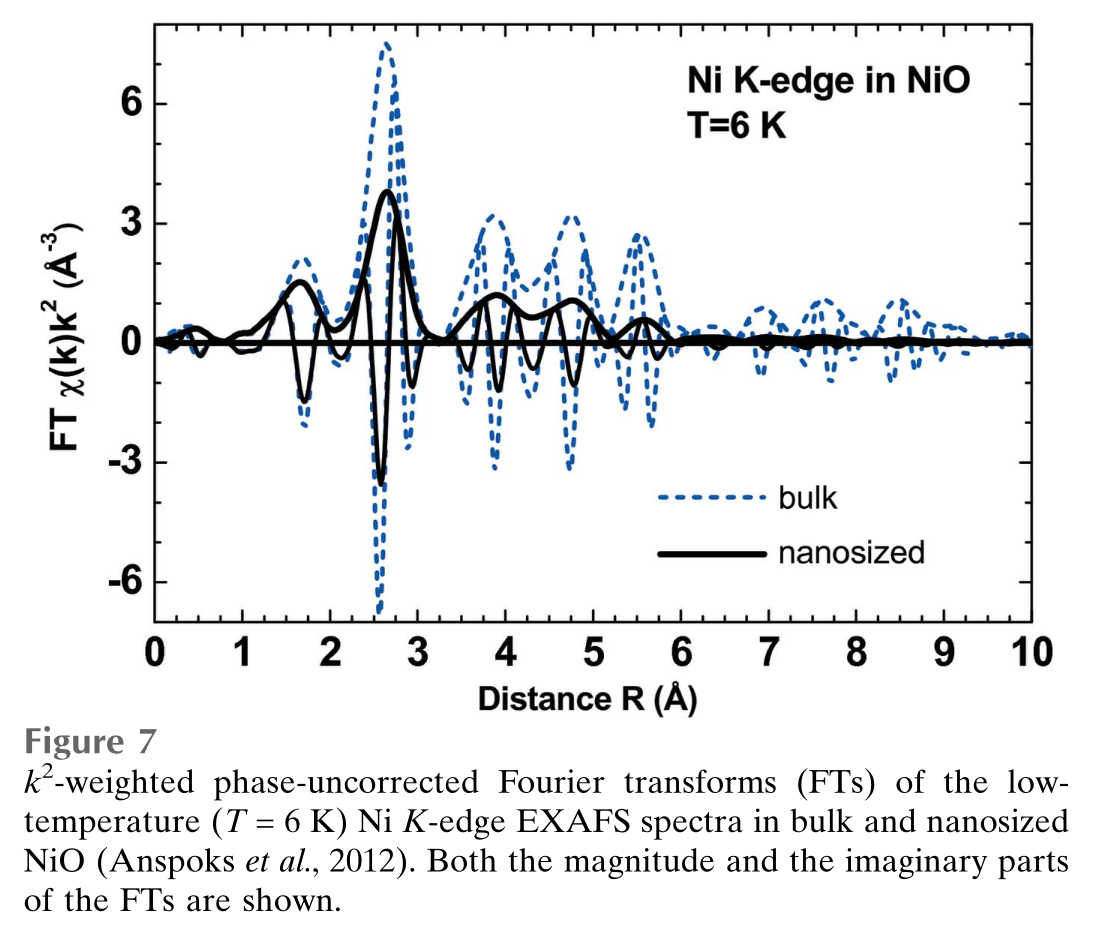 Ni K-edge in NiO
T=6 K
6
3
0
-3
-6
FT χ(k)k² (Å⁻³)
bulk
nanosized
0 1 2 3 4 5 6 7 8 9 10
Distance R (Å)
Figure 7
k²-weighted phase-uncorrected Fourier transforms (FTs) of the low-
temperature (T = 6 K) Ni K-edge EXAFS spectra in bulk and nanosized
NiO (Anspoks et al., 2012). Both the magnitude and the imaginary parts
of the FTs are shown.